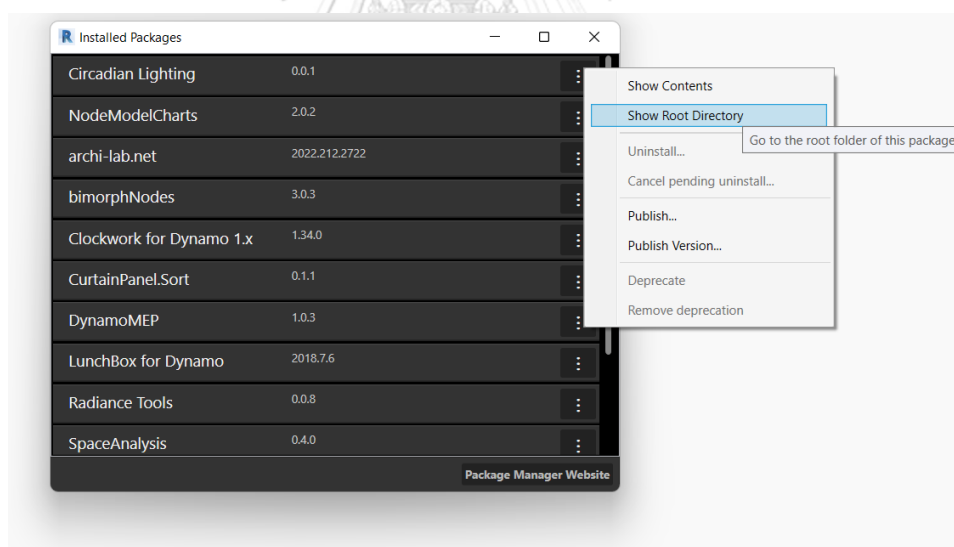 R Installed Packages
Circadian Lighting 0.0.1
NodeModelCharts 2.0.2
archi-lab.net 2022.212.2722
bimorphNodes 3.0.3
Clockwork for Dynamo 1.x 1.34.0
CurtainPanel.Sort 0.1.1
DynamoMEP 1.0.3
LunchBox for Dynamo 2018.7.6
Radiance Tools 0.0.8
SpaceAnalysis 0.4.0
Package Manager Website
Show Contents
Show Root Directory
Go to the root folder of this package
Uninstall...
Cancel pending uninstall...
Publish...
Publish Version...
Deprecate
Remove deprecation